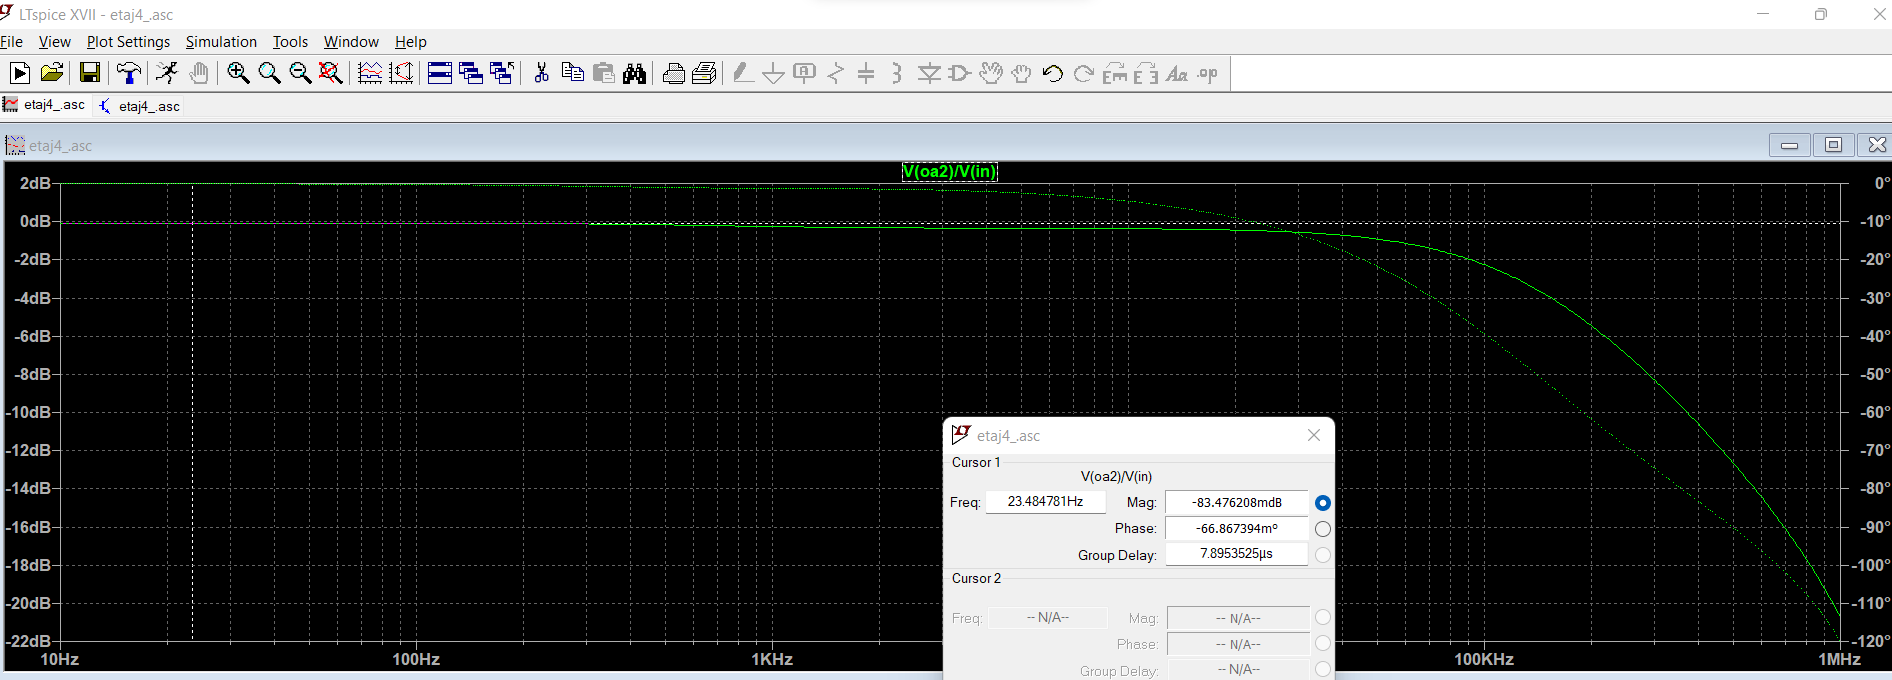 LTspice XVII - etaj4_.asc
File View Plot Settings Simulation Tools Window Help
etaj4_.asc etaj4_.asc
etaj4_.asc
V(oa2)/V(in)
2dB 0°
0dB -10°
-2dB -20°
-4dB -30°
-6dB -40°
-8dB -50°
-10dB -60°
-12dB -70°
-14dB -80°
-16dB -90°
-18dB -100°
-20dB -110°
-22dB -120°
10Hz 100Hz 1KHz 100KHz 1MHz
etaj4_.asc
Cursor 1
V(oa2)/V(in)
Freq: 23.484781Hz Mag: -83.476208mdB
Phase: -66.867394m°
Group Delay: 7.8953525µs
Cursor 2
Freq: -- N/A-- Mag: -- N/A--
Phase: -- N/A--
Group Delay: -- N/A--